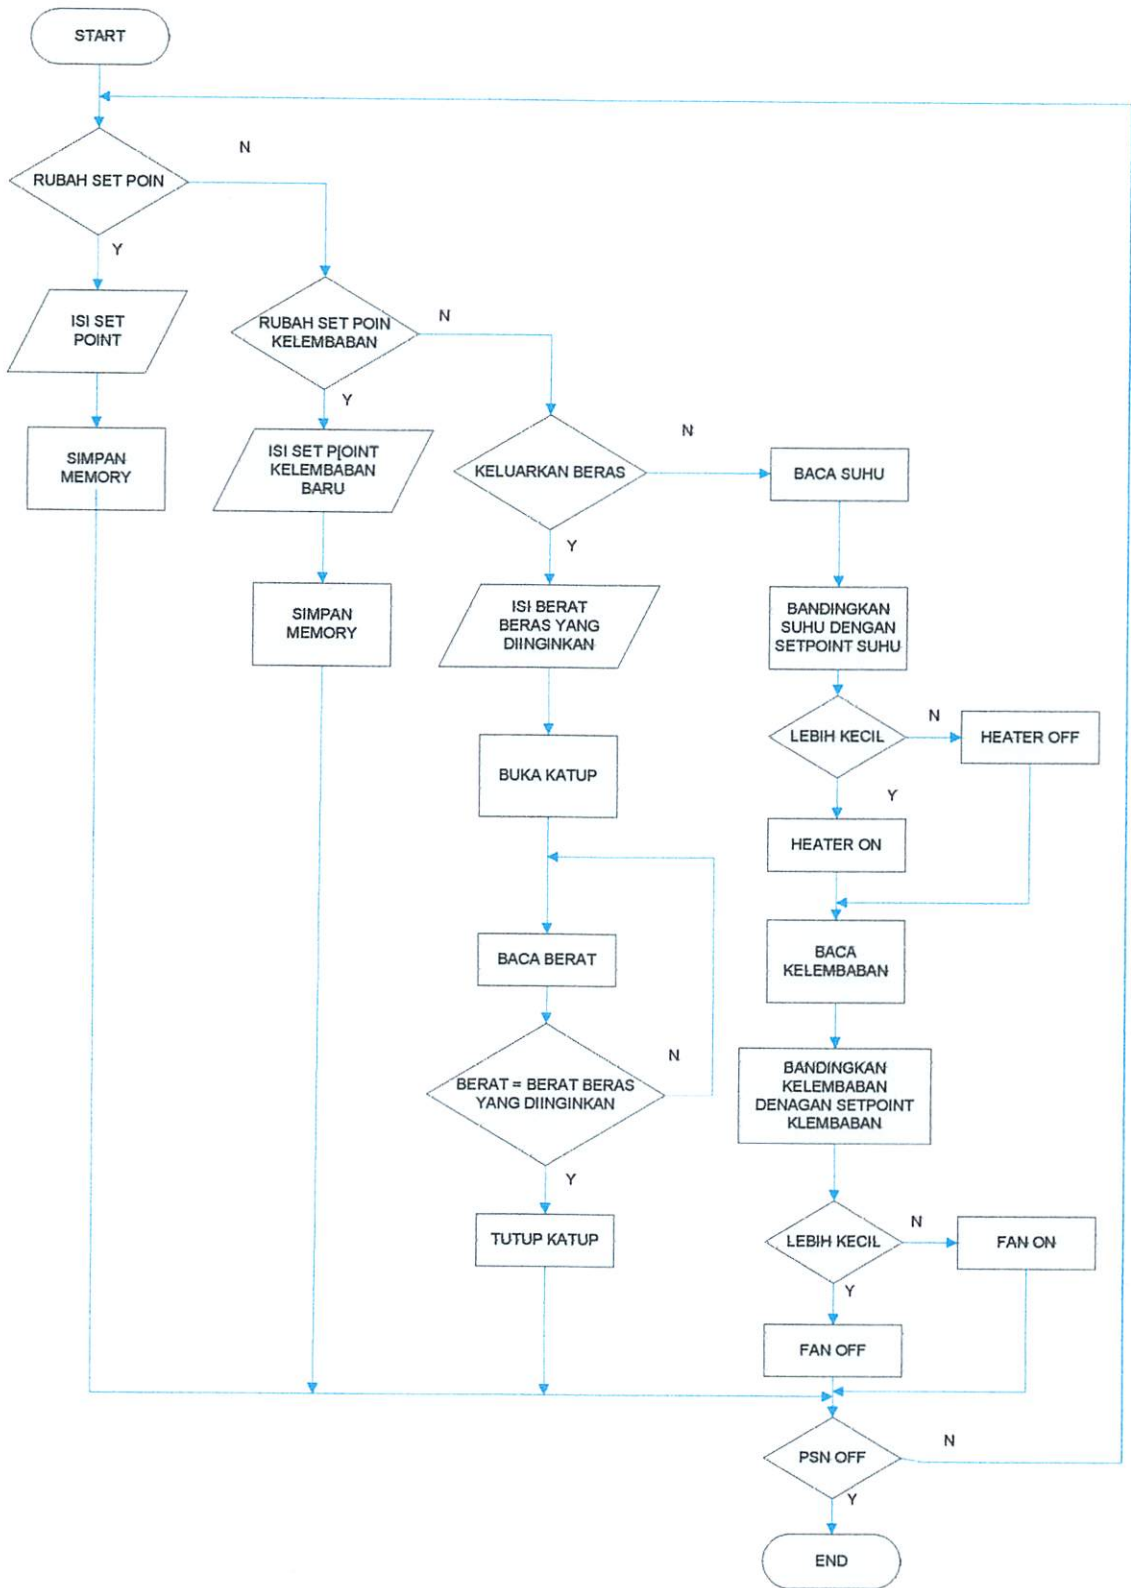 START
N
RUBAH SET POIN
Y
ISI SET
POINT
RUBAH SET POIN
KELEMBABAN
N
Y
SIMPAN
MEMORY
ISI SET P[OINT
KELEMBABAN
BARU
N
KELUARKAN BERAS
BACA SUHU
Y
SIMPAN
MEMORY
ISI BERAT
BERAS YANG
DIINGINKAN
BANDINGKAN
SUHU DENGAN
SETPOINT SUHU
N
LEBIH KECIL
HEATER OFF
Y
BUKA KATUP
HEATER ON
BACA BERAT
BACA
KELEMBABAN
N
BERAT = BERAT BERAS
YANG DIINGINKAN
BANDINGKAN
KELEMBABAN
DENAGAN SETPOINT
KLEMBABAN
Y
TUTUP KATUP
N
LEBIH KECIL
FAN ON
Y
FAN OFF
PSN OFF
N
Y
END